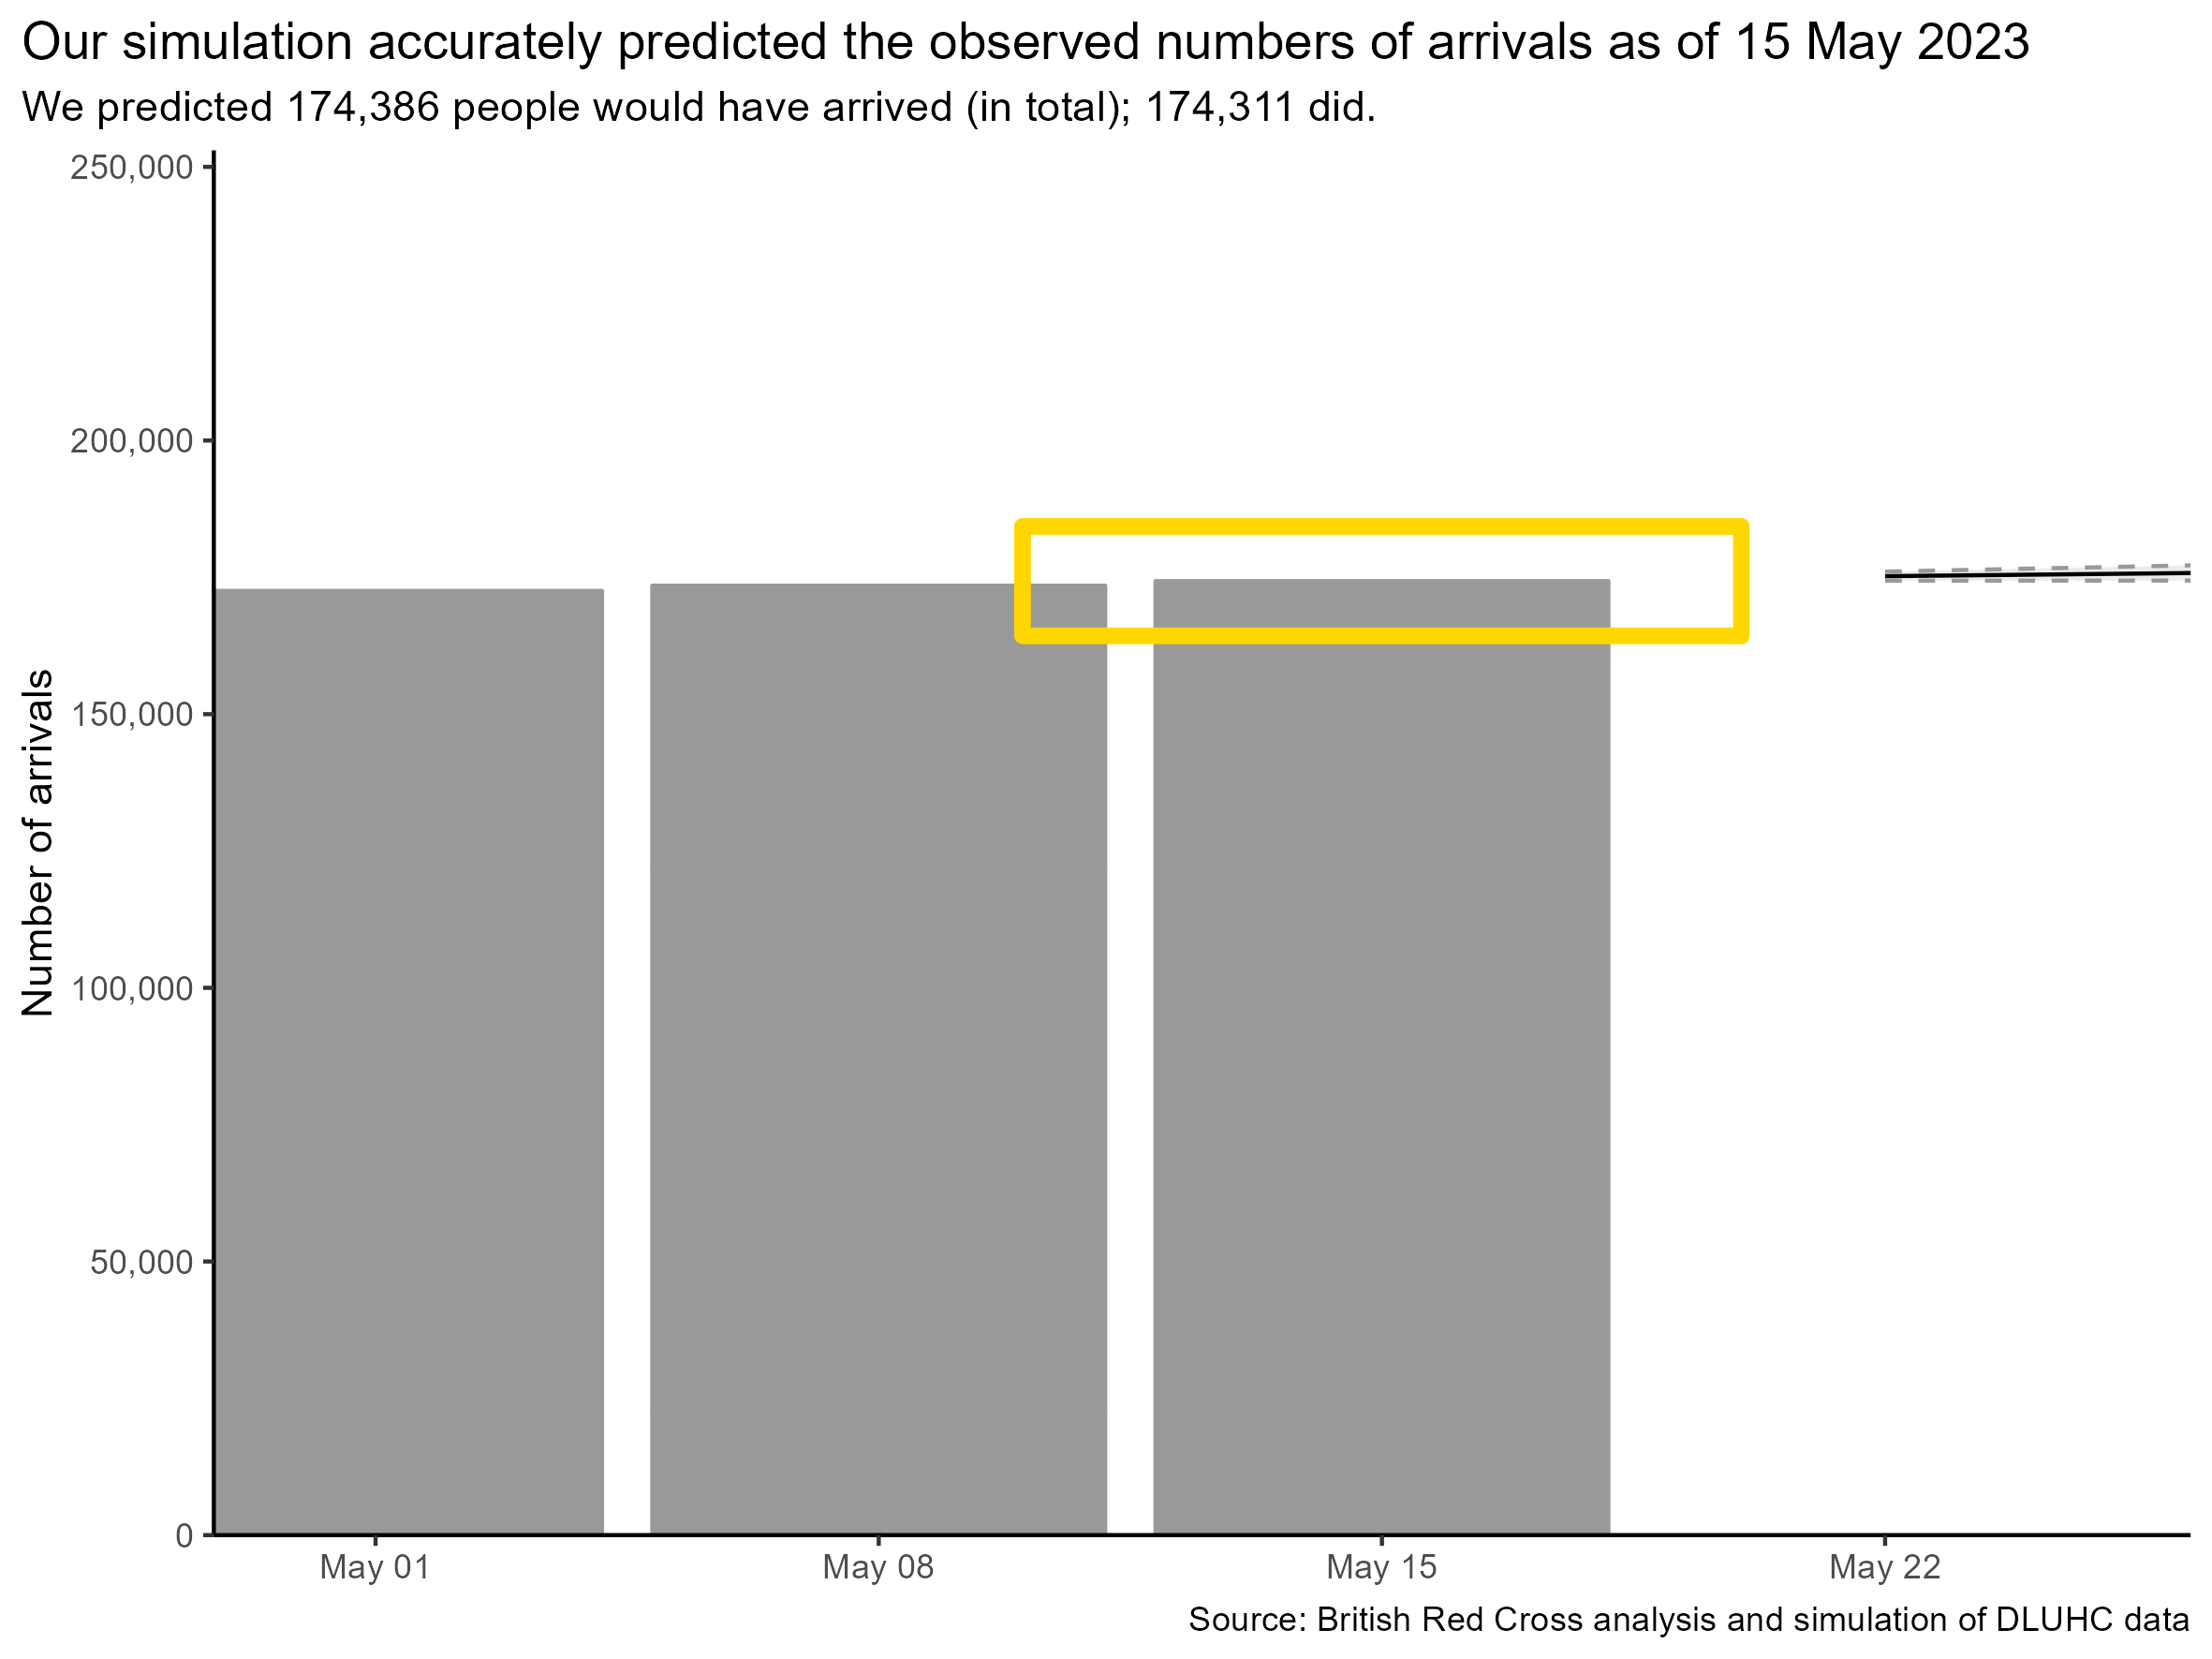 Our simulation accurately predicted the observed numbers of arrivals as of 15 May 2023
We predicted 174,386 people would have arrived (in total); 174,311 did.
Number of arrivals
250,000
200,000
150,000
100,000
50,000
0
May 01
May 08
May 15
May 22
Source: British Red Cross analysis and simulation of DLUHC data